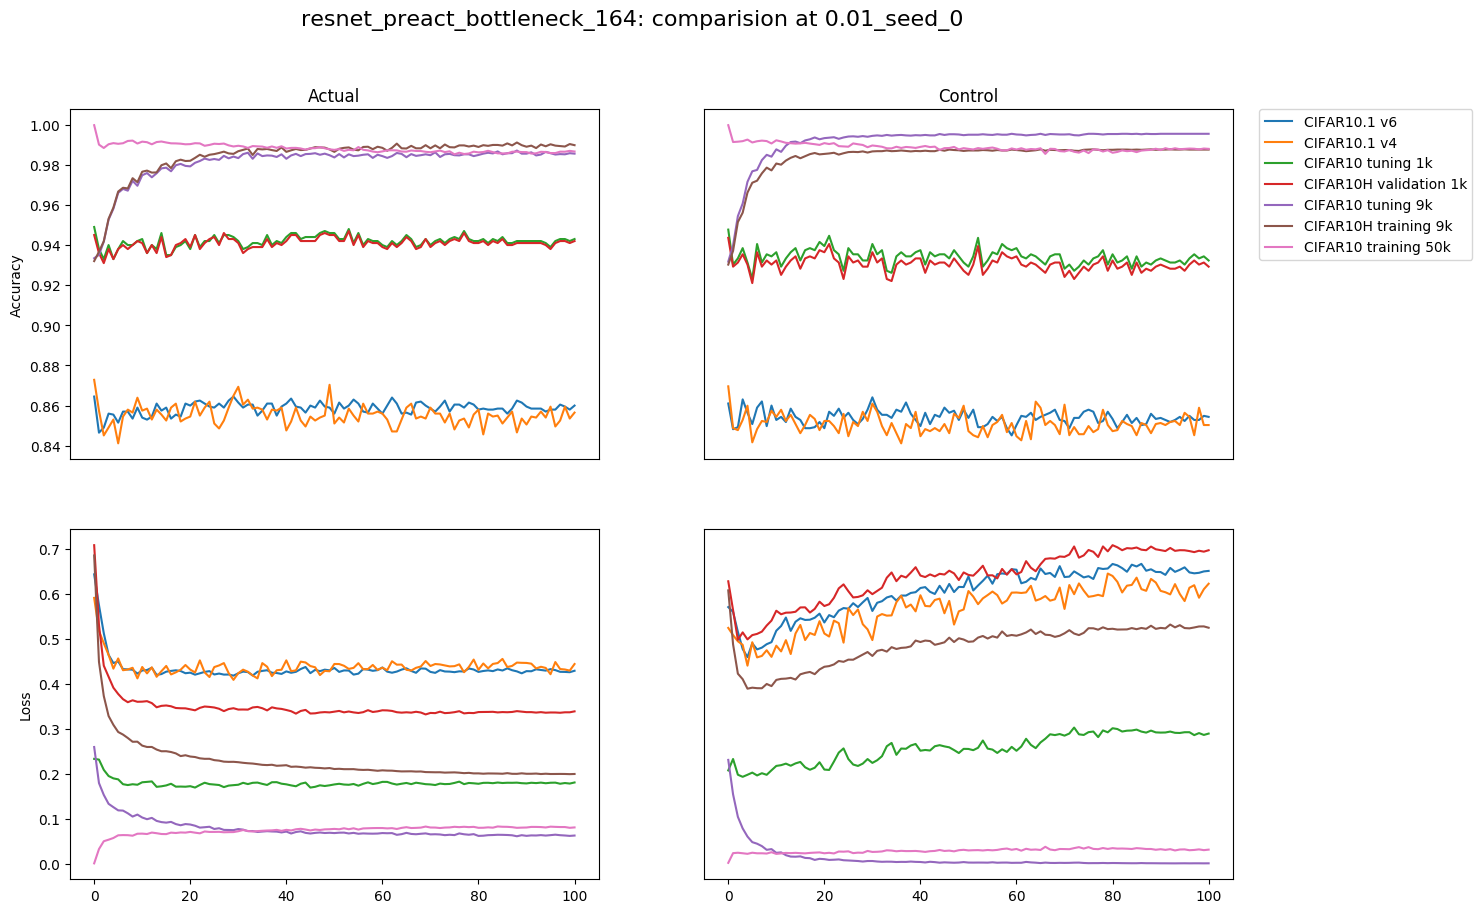 resnet_preact_bottleneck_164: comparision at 0.01_seed_0
Actual
Control
Accuracy
1.00
0.98
0.96
0.94
0.92
0.90
0.88
0.86
0.84
CIFAR10.1 v6
CIFAR10.1 v4
CIFAR10 tuning 1k
CIFAR10H validation 1k
CIFAR10 tuning 9k
CIFAR10H training 9k
CIFAR10 training 50k
Loss
0.7
0.6
0.5
0.4
0.3
0.2
0.1
0.0
0 20 40 60 80 100
0 20 40 60 80 100